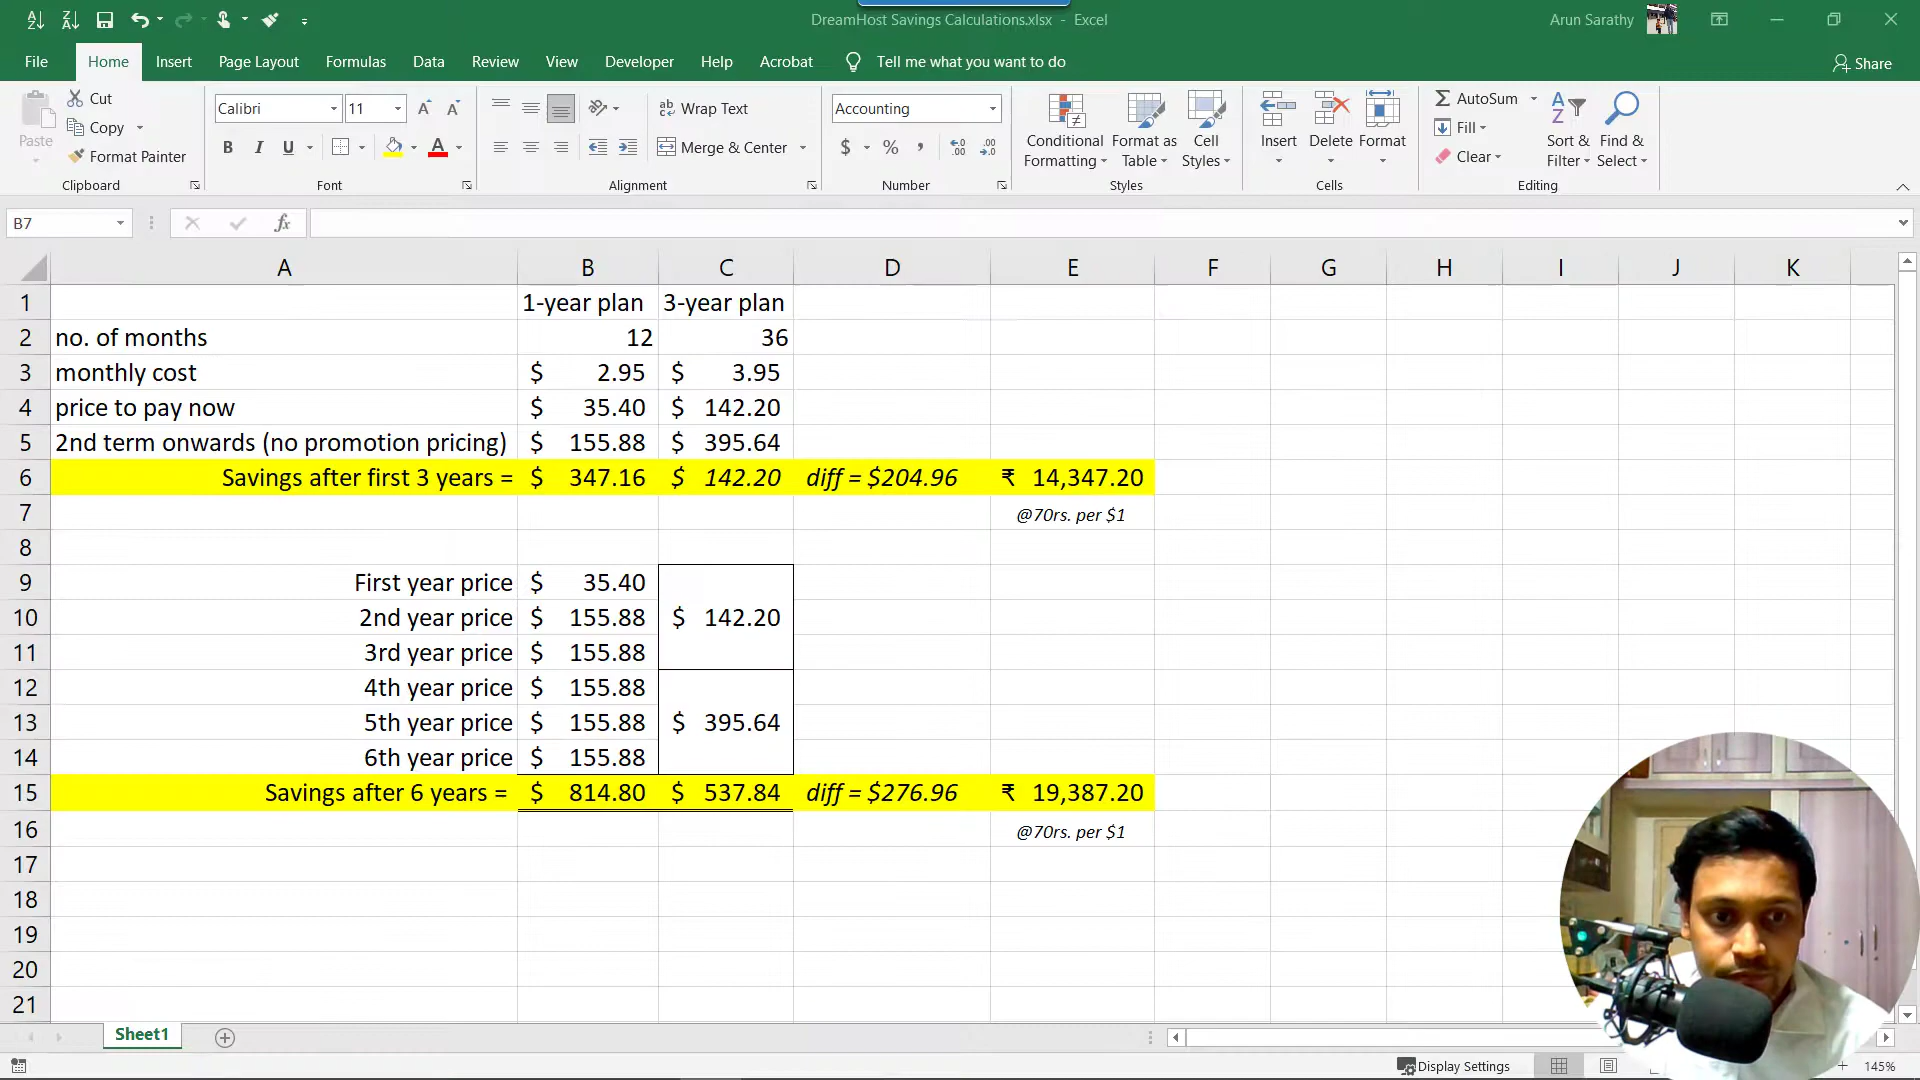 DreamHost Savings Calculations.xlsx - Excel
Arun Sarathy
File Home Insert Page Layout Formulas Data Review View Developer Help Acrobat Tell me what you want to do Share
Paste
Cut
Copy
Format Painter
Clipboard
Calibri 11
B I U A
Font
Wrap Text
Merge & Center
Alignment
Accounting
$ % ,
Number
Conditional Formatting
Format as Table
Cell Styles
Styles
Insert Delete Format
Cells
AutoSum
Fill
Clear
Sort & Filter
Find & Select
Editing
B7 fx
A B C D E F G H I J K
1 1-year plan 3-year plan
2 no. of months 12 36
3 monthly cost $ 2.95 $ 3.95
4 price to pay now $ 35.40 $ 142.20
5 2nd term onwards (no promotion pricing) $ 155.88 $ 395.64
6 Savings after first 3 years = $ 347.16 $ 142.20 diff = $204.96 ₹ 14,347.20
7 @70rs. per $1
8
9 First year price $ 35.40
10 2nd year price $ 155.88 $ 142.20
11 3rd year price $ 155.88
12 4th year price $ 155.88
13 5th year price $ 155.88 $ 395.64
14 6th year price $ 155.88
15 Savings after 6 years = $ 814.80 $ 537.84 diff = $276.96 ₹ 19,387.20
16 @70rs. per $1
17
18
19
20
21
Sheet1
Display Settings 145%